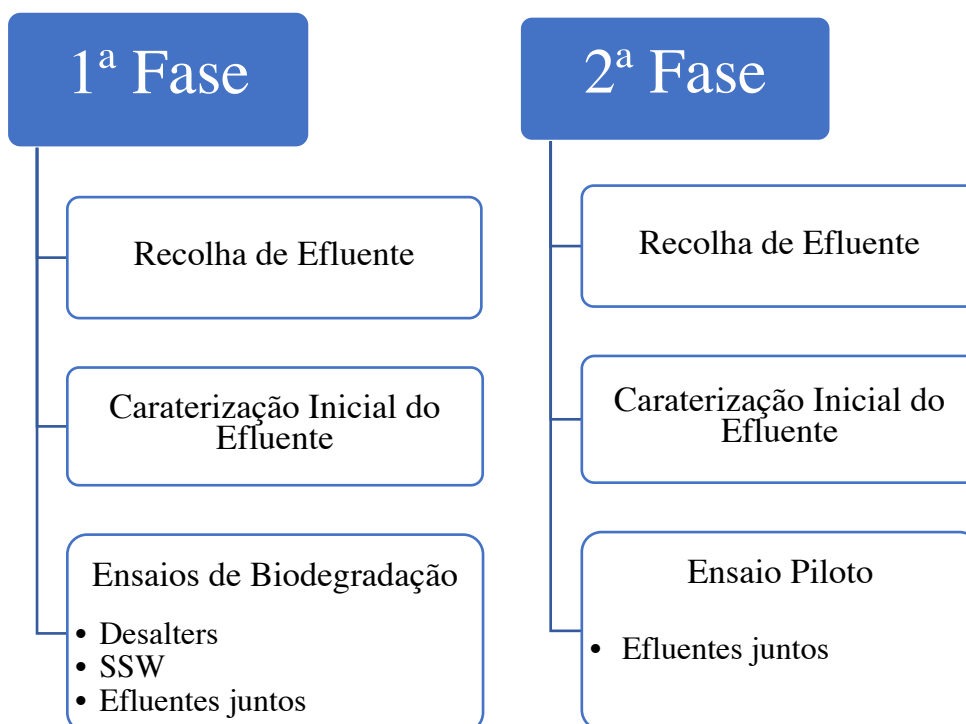 1ª Fase
Recolha de Efluente
Caraterização Inicial do
Efluente
Ensaios de Biodegradação
• Desalters
• SSW
• Efluentes juntos
2ª Fase
Recolha de Efluente
Caraterização Inicial do
Efluente
Ensaio Piloto
• Efluentes juntos